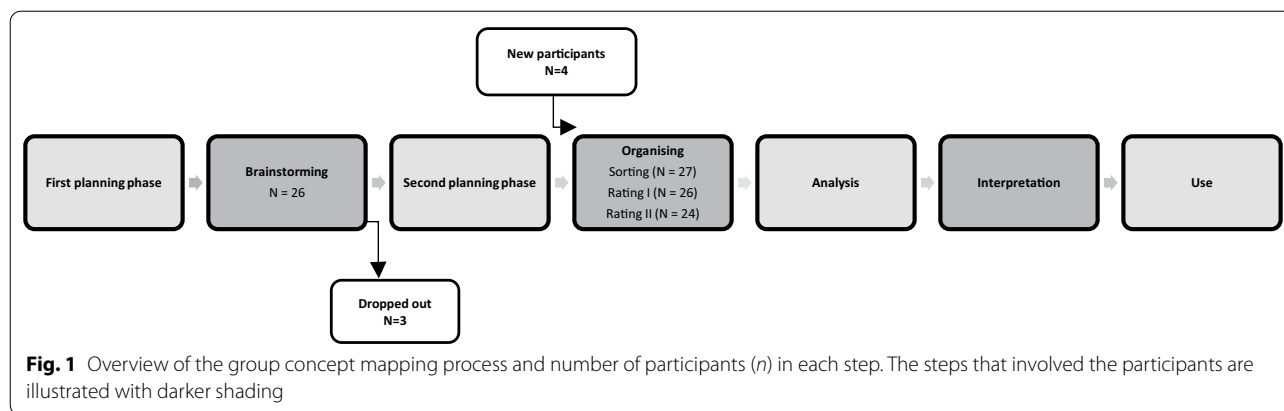 New participants
N=4
First planning phase
Brainstorming
N = 26
Second planning phase
Organising
Sorting (N = 27)
Rating I (N = 26)
Rating II (N = 24)
Analysis
Interpretation
Use
Dropped out
N=3
Fig. 1 Overview of the group concept mapping process and number of participants (n) in each step. The steps that involved the participants are
illustrated with darker shading